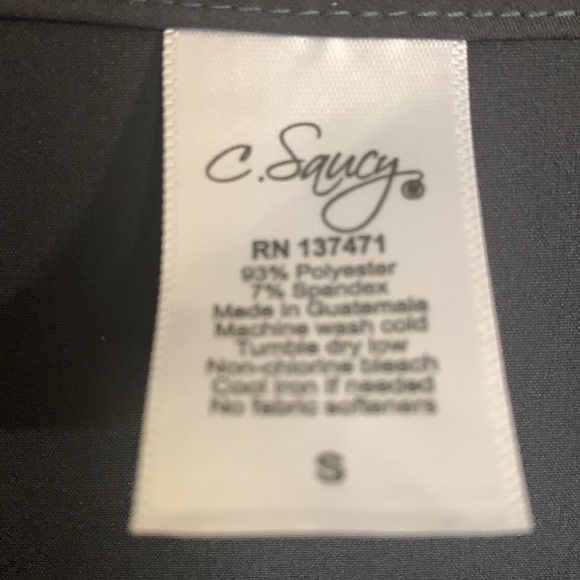 C. Saucy®
RN 137471
93% Polyester
7% Spandex
Made in Guatemala
Machine wash cold
Tumble dry low
Non-chlorine bleach
Cool iron if needed
No fabric softeners
S